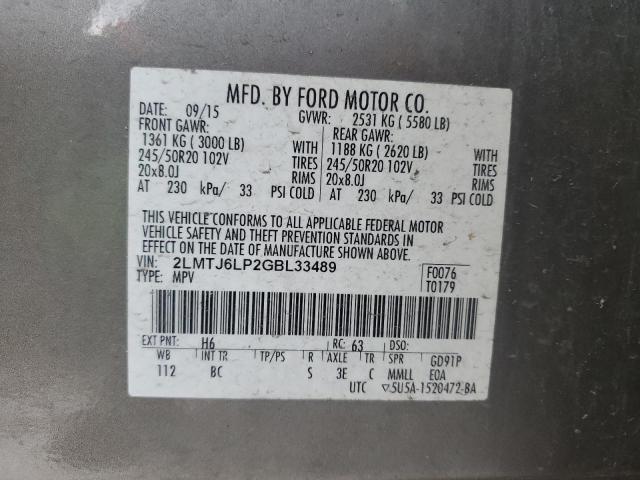 MFD. BY FORD MOTOR CO.
DATE: 09/15 GVWR: 2531 KG ( 5580 LB)
FRONT GAWR: REAR GAWR:
1361 KG ( 3000 LB) WITH 1188 KG ( 2620 LB) WITH
245/50R20 102V TIRES 245/50R20 102V TIRES
20x8.0J RIMS 20x8.0J RIMS
AT 230 kPa/ 33 PSI COLD AT 230 kPa/ 33 PSI COLD
THIS VEHICLE CONFORMS TO ALL APPLICABLE FEDERAL MOTOR
VEHICLE SAFETY AND THEFT PREVENTION STANDARDS IN
EFFECT ON THE DATE OF MANUFACTURE SHOWN ABOVE.
VIN: 2LMTJ6LP2GBL33489 F0076
TYPE: MPV T0179
EXT PNT: H6 RC: 63 DSO:
WB INT TR TP/PS R AXLE TR SPR GD91P
112 BC S 3E C MMLL EOA
UTC ▽5U5A-1520472-BA